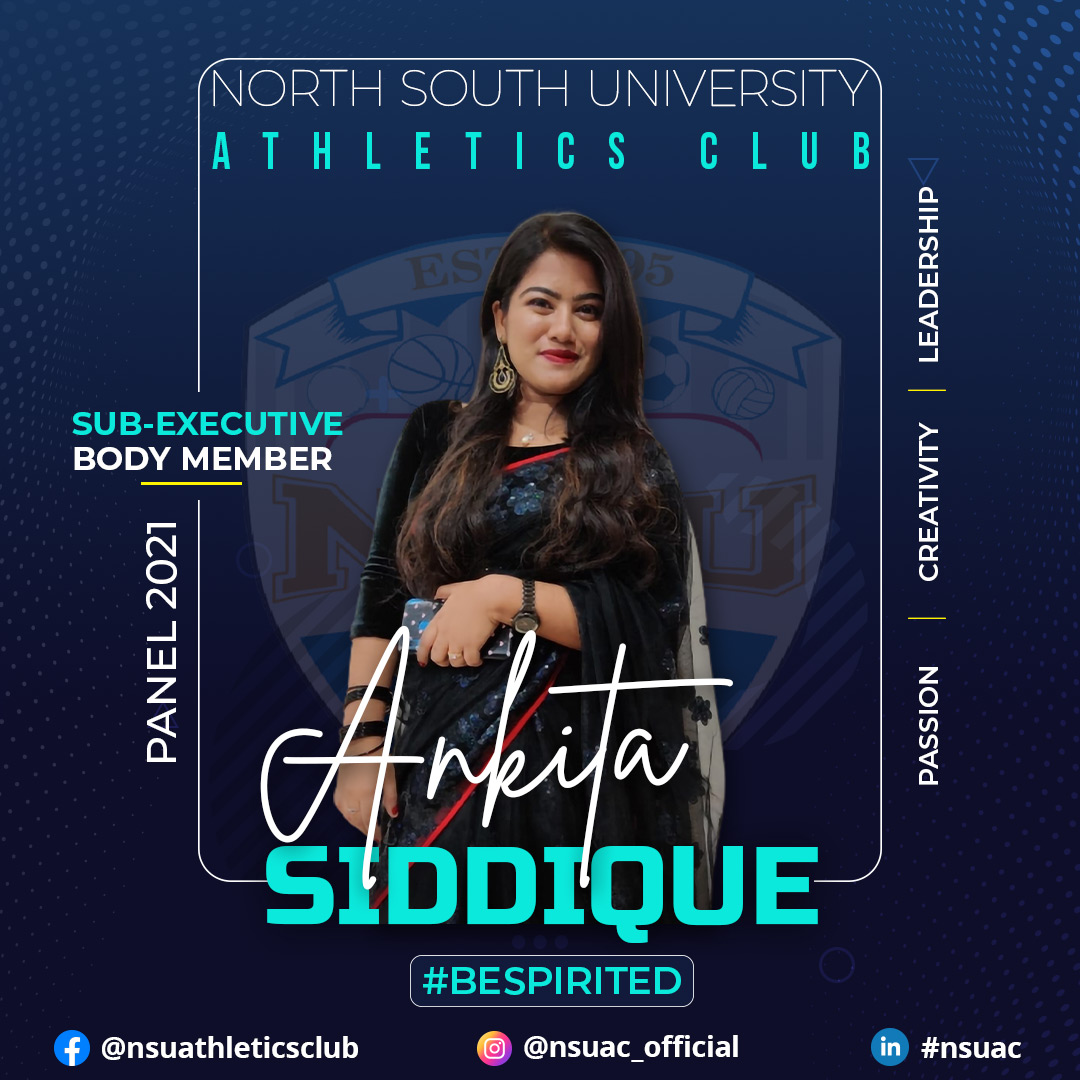 NORTH SOUTH UNIVERSITY
ATHLETICS CLUB
SUB-EXECUTIVE
BODY MEMBER
PANEL 2021
LEADERSHIP
CREATIVITY
PASSION
Ankita
SIDDIQUE
#BESPIRITED
@nsuathleticsclub
@nsuac_official
in #nsuac